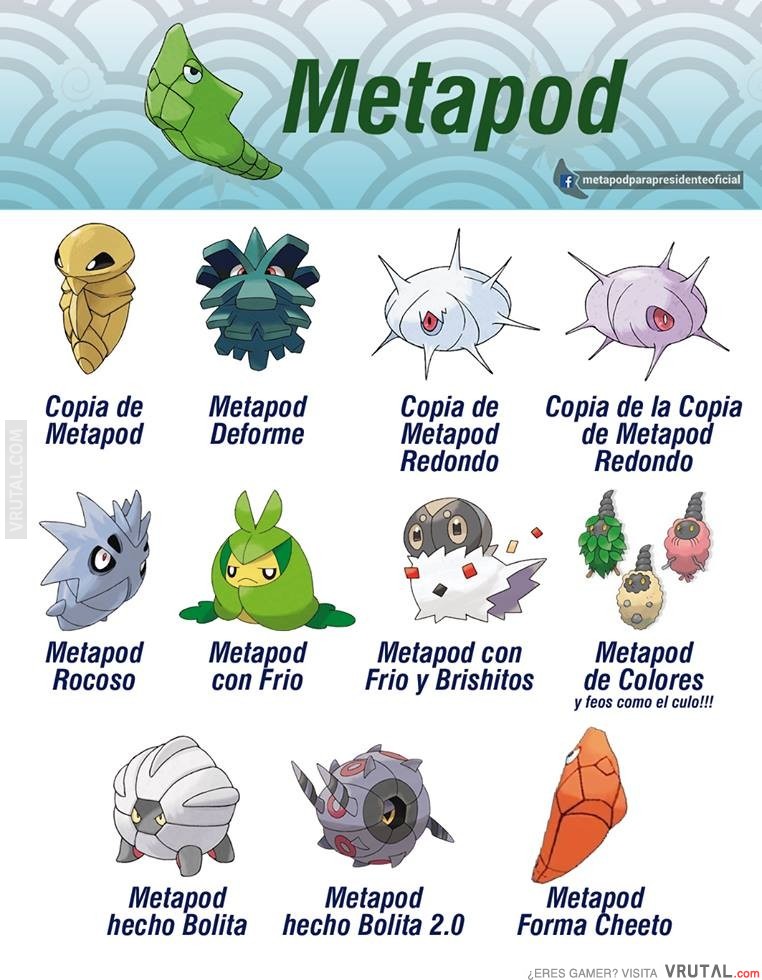 Metapod
f metapodparapresidenteoficial
Copia de
Metapod
Metapod
Deforme
Copia de
Metapod
Redondo
Copia de la Copia
de Metapod
Redondo
VRUTAL.COM
Metapod
Rocoso
Metapod
con Frio
Metapod con
Frio y Brishitos
Metapod
de Colores
y feos como el culo!!!
Metapod
hecho Bolita
Metapod
hecho Bolita 2.0
Metapod
Forma Cheeto
¿ERES GAMER? VISITA VRUTAL.com